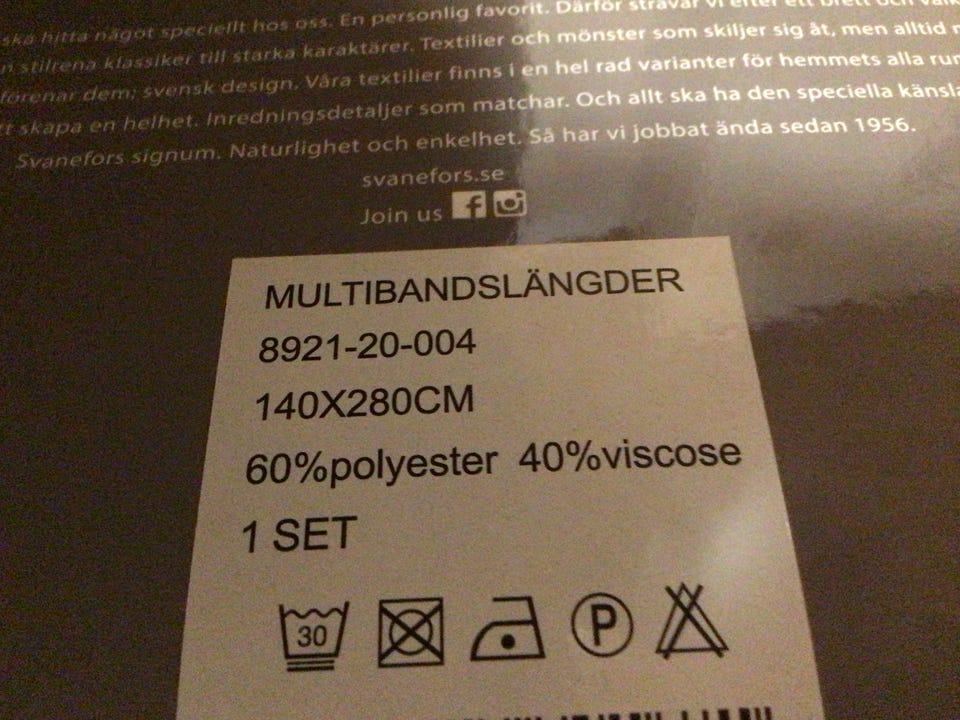 ska hitta något speciellt hos oss. En personlig favorit. Därför strävar vi efter ett brett och
stilrena klassiker till starka karaktärer. Textilier och mönster som skiljer sig åt, men alltid
förenar dem; svensk design. Våra textilier finns i en hel rad varianter för hemmets alla
skapa en helhet. Inredningsdetaljer som matchar. Och allt ska ha den speciella
Svanefors signum. Naturlighet och enkelhet. Så har vi jobbat ända sedan 1956.
svanefors.se
Join us
MULTIBANDSLÄNGDER
8921-20-004
140X280CM
60%polyester 40%viscose
1 SET
30 P